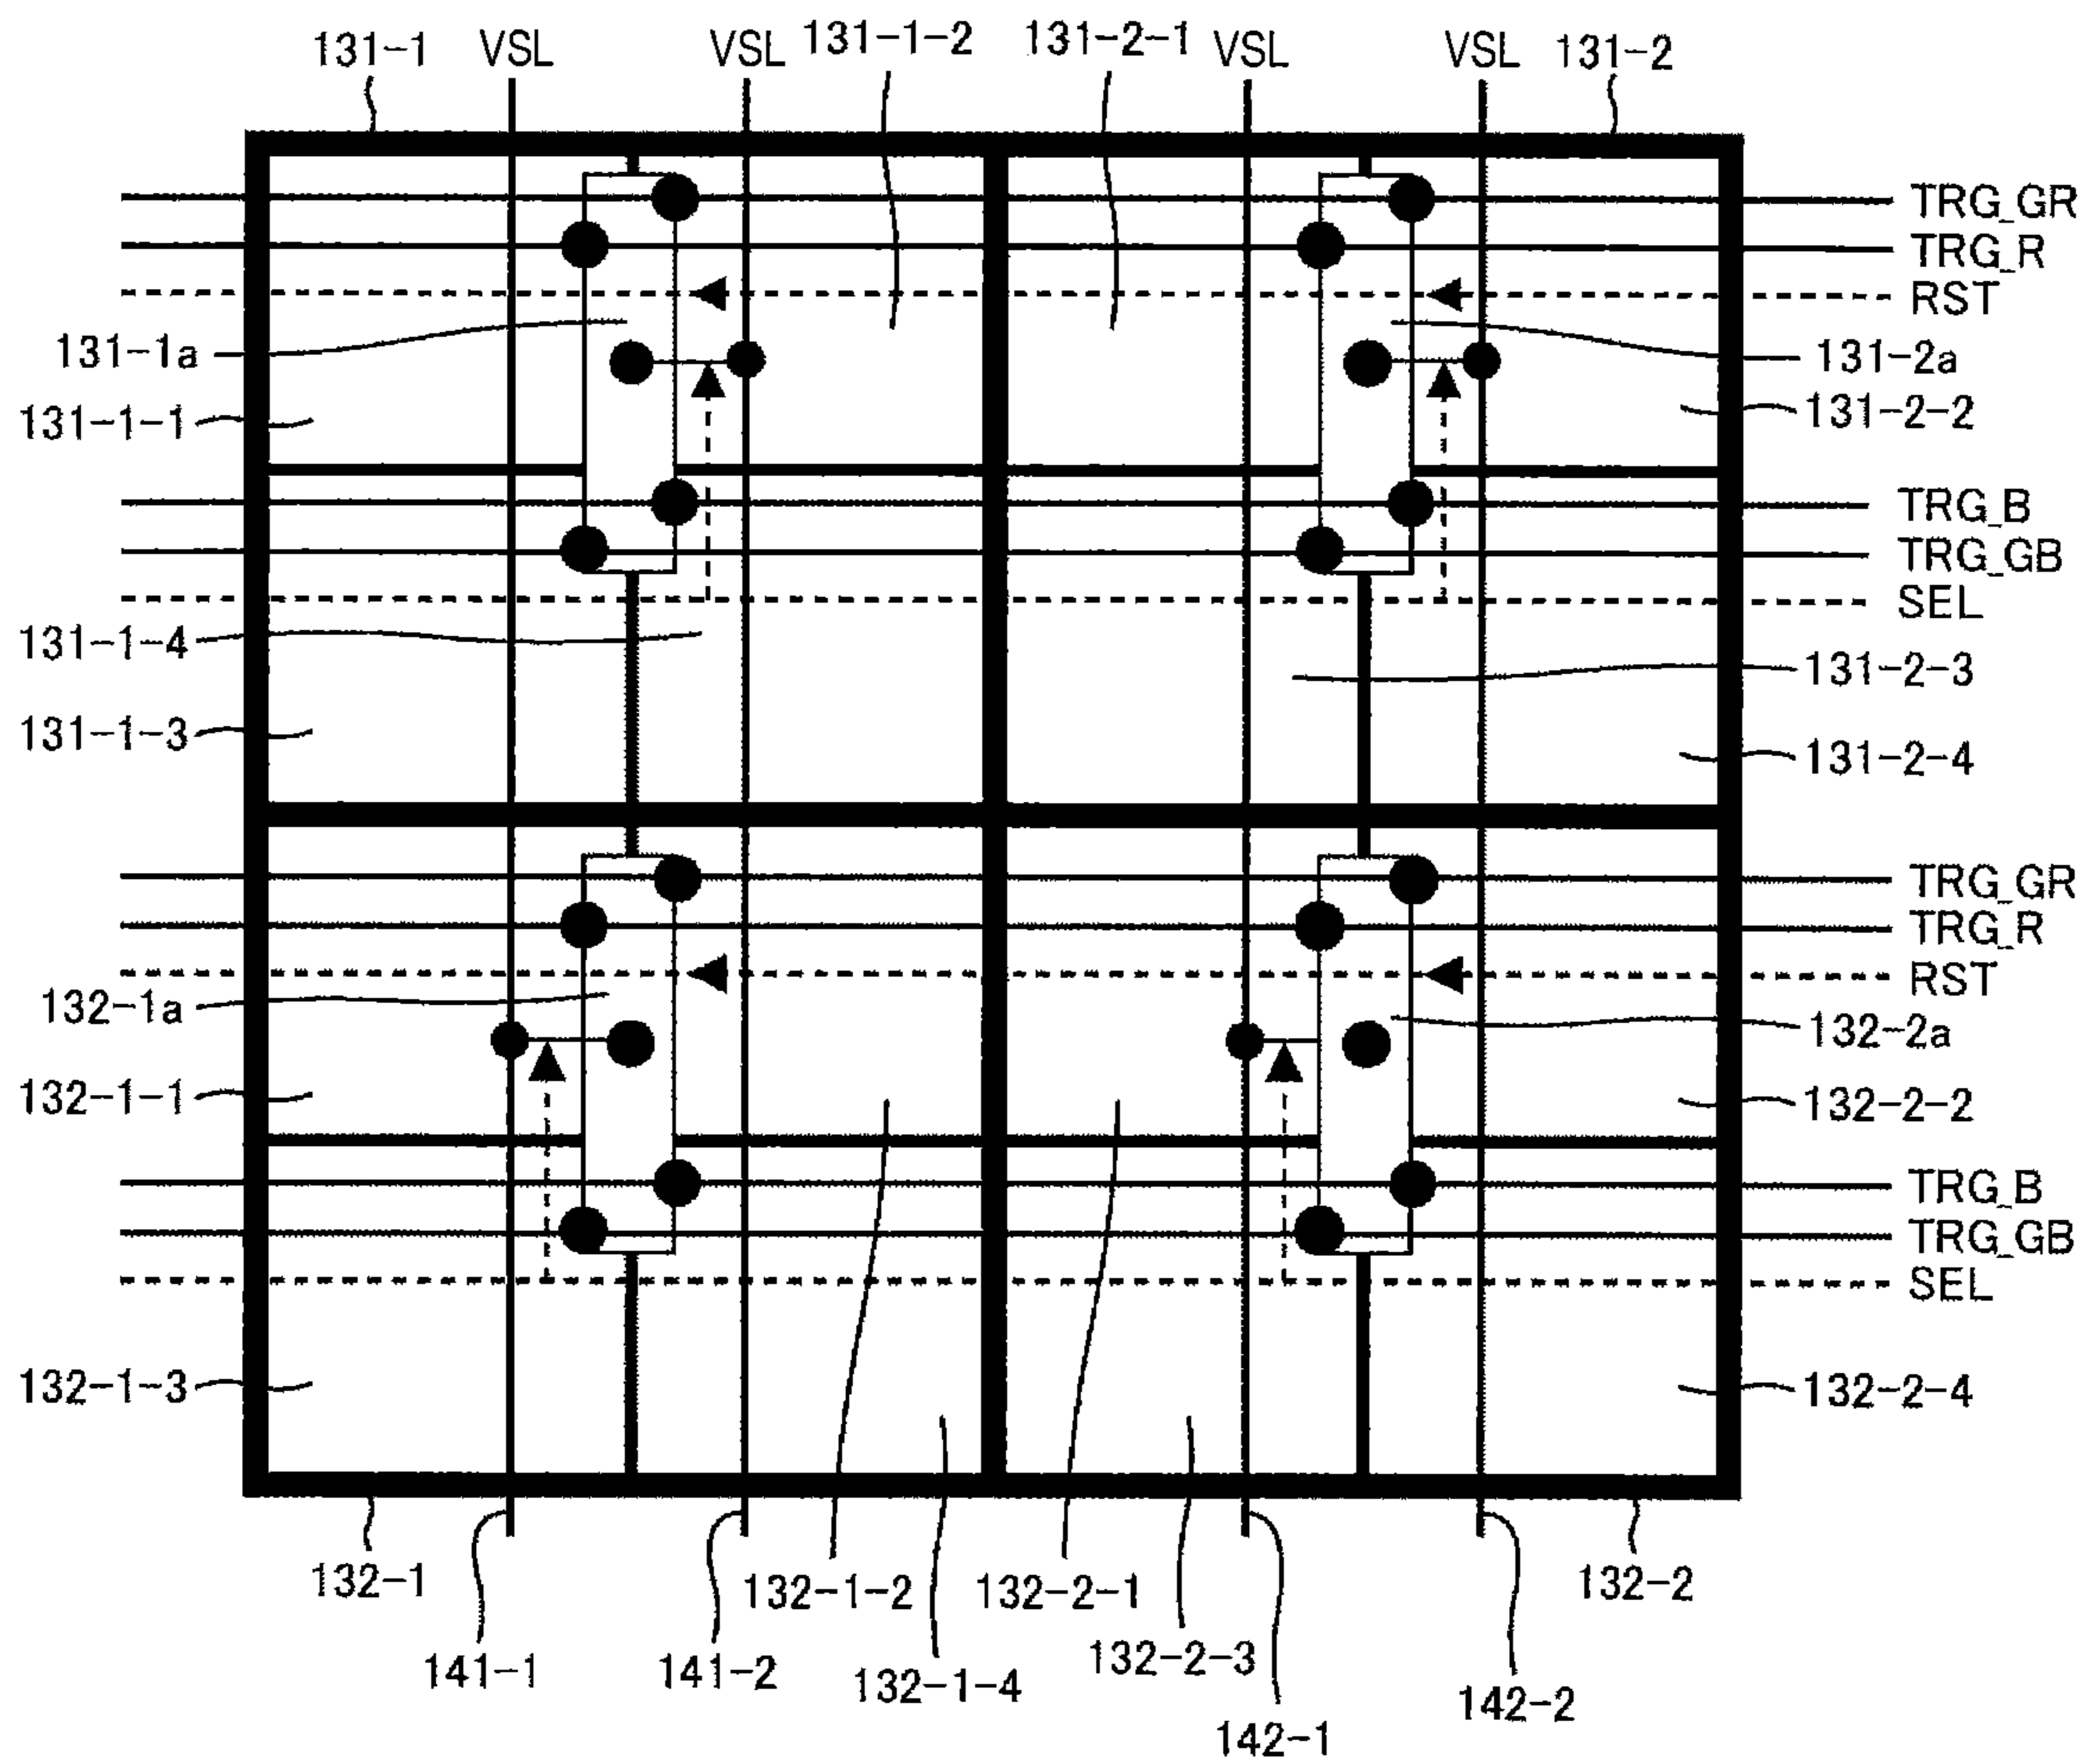 131-1 VSL VSL 131-1-2 131-2-1 VSL VSL 131-2
TRG_GR
TRG_R
RST
131-1a
131-2a
131-1-1
131-2-2
TRG_B
TRG_GB
SEL
131-1-4
131-2-3
131-1-3
131-2-4
TRG_GR
TRG_R
RST
132-1a
132-2a
132-1-1
132-2-2
TRG_B
TRG_GB
SEL
132-1-3
132-2-4
132-1
132-1-2
132-2-1
132-2
141-1
141-2
132-1-4
132-2-3
142-1
142-2